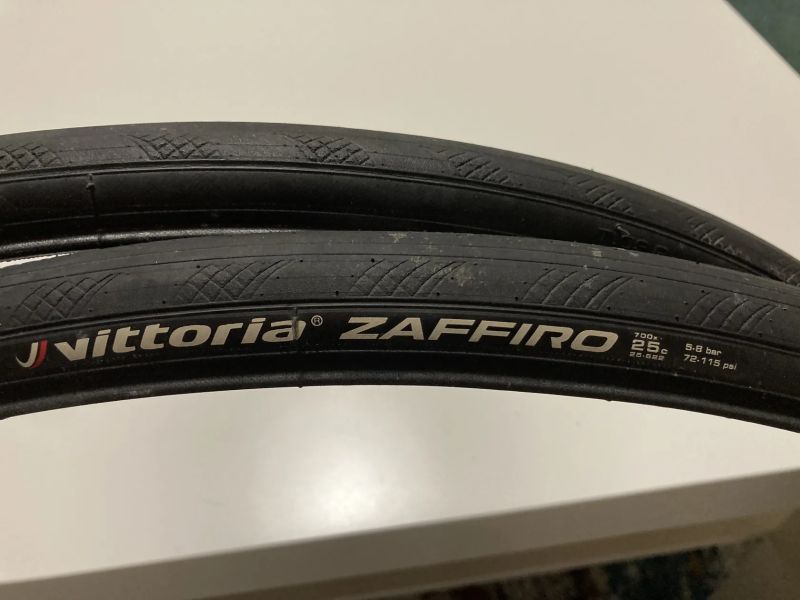 vittoria® ZAFFIRO
700x
25c
25-622
5-8 bar
72-115 psi